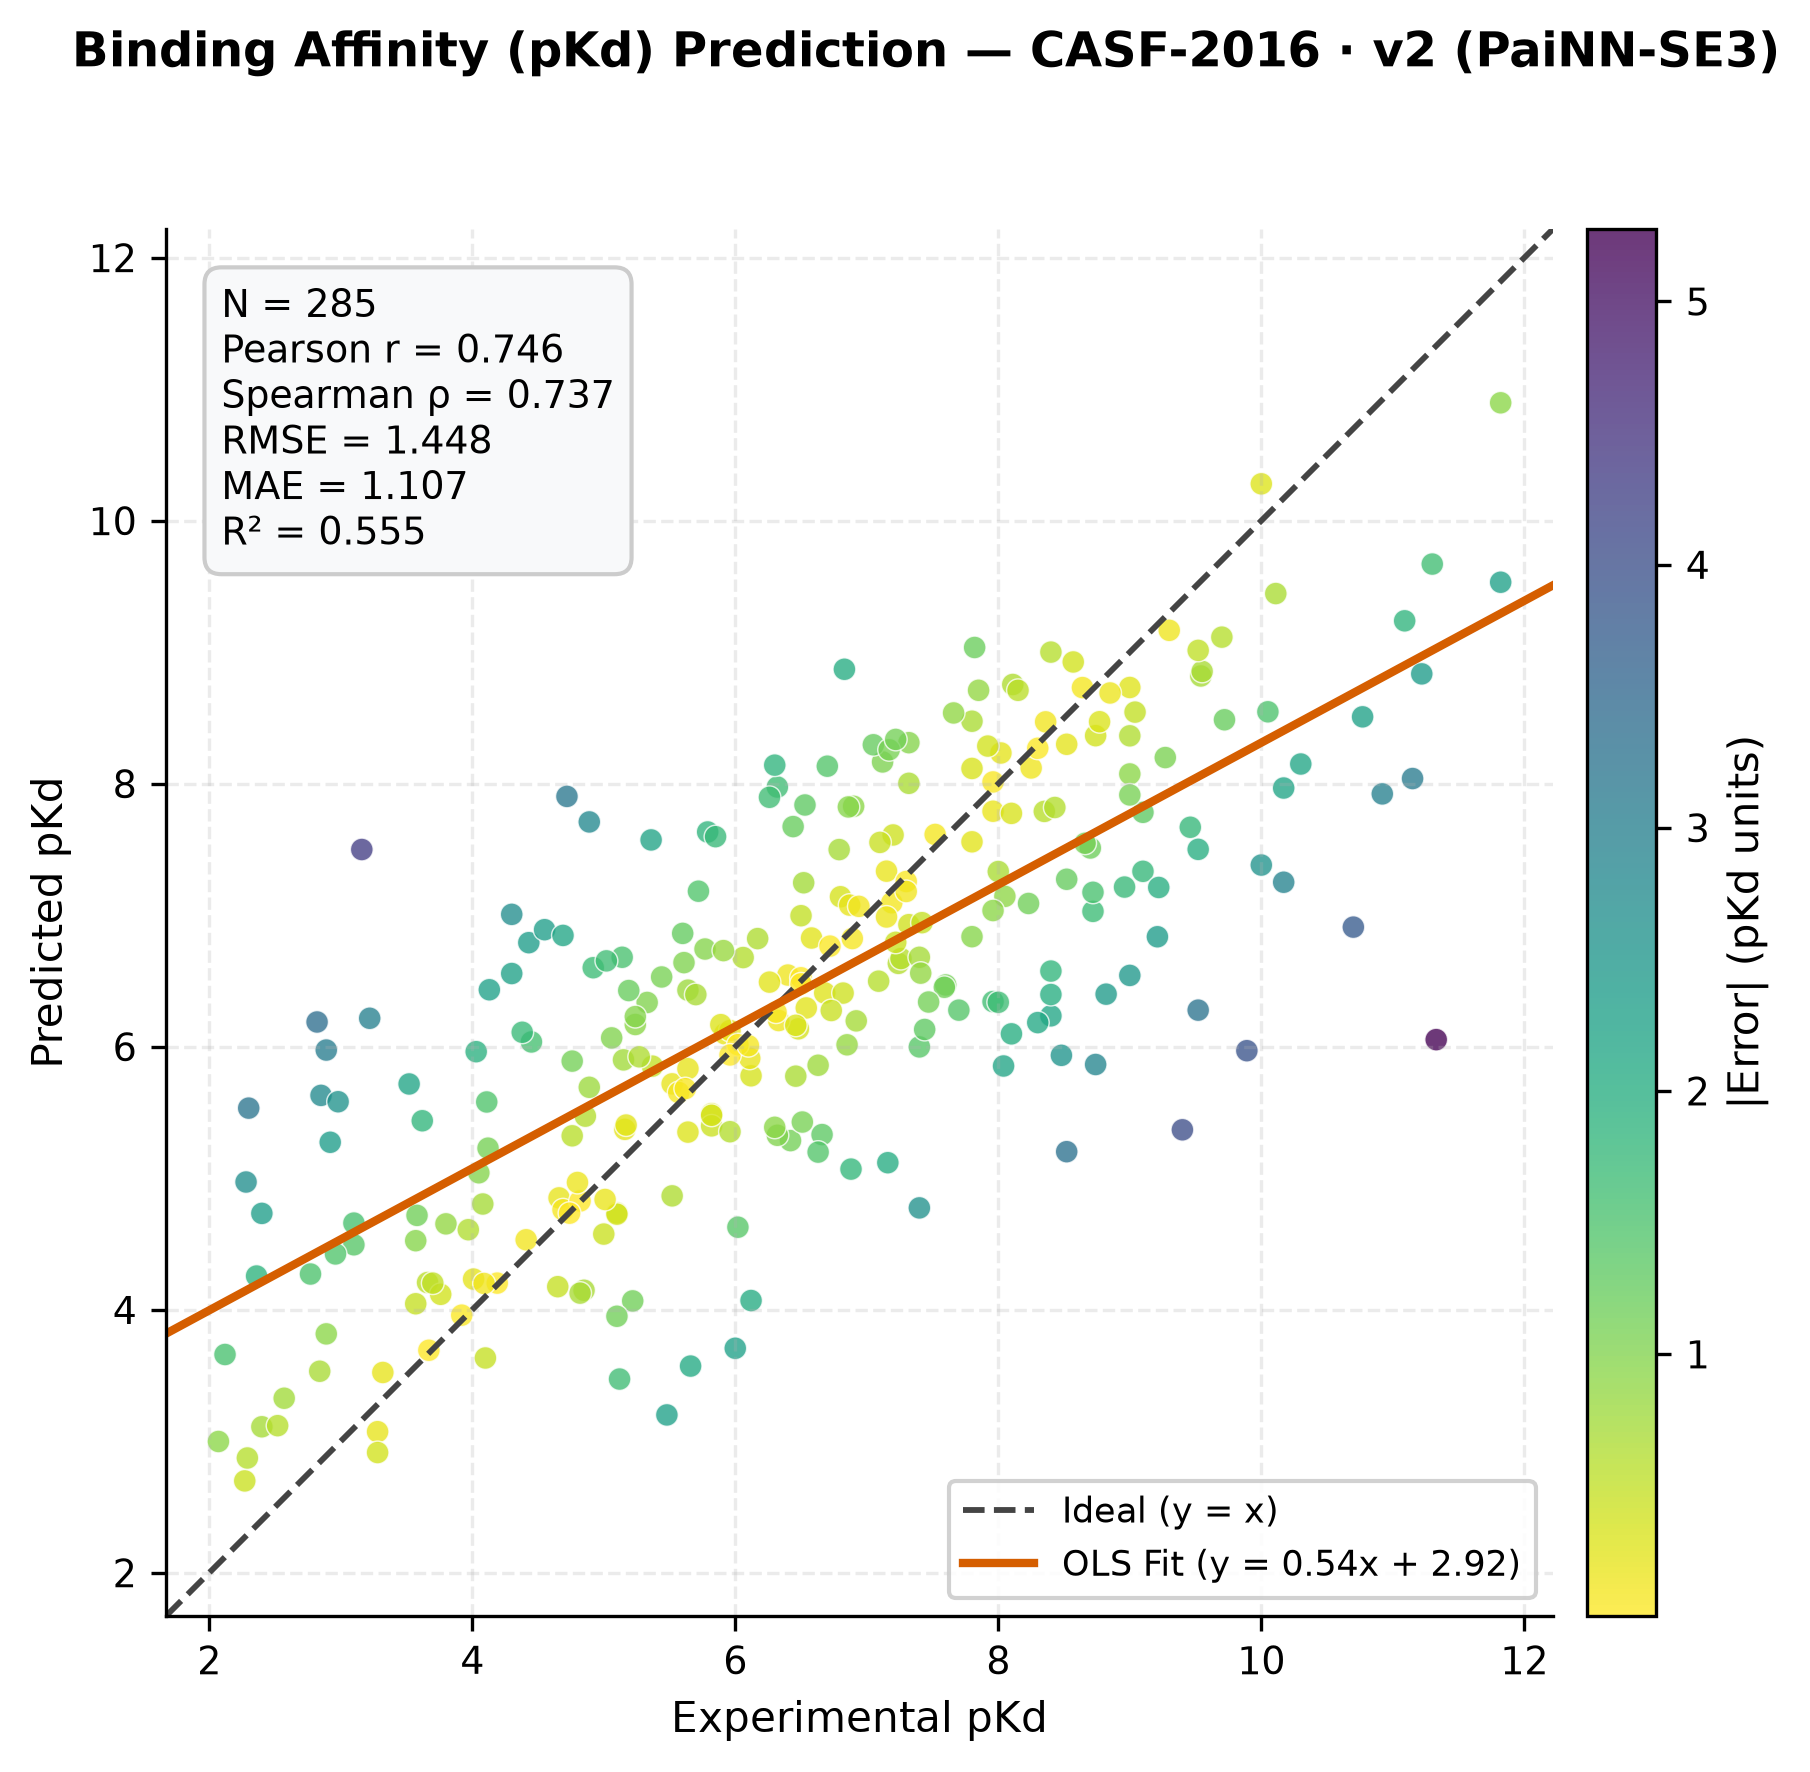 Binding Affinity (pKd) Prediction — CASF-2016 · v2 (PaiNN-SE3)
N = 285
Pearson r = 0.746
Spearman ρ = 0.737
RMSE = 1.448
MAE = 1.107
R² = 0.555
12
10
8
6
4
2
Predicted pKd
2
4
6
8
10
12
Experimental pKd
Ideal (y = x)
OLS Fit (y = 0.54x + 2.92)
5
4
3
2
1
|Error| (pKd units)